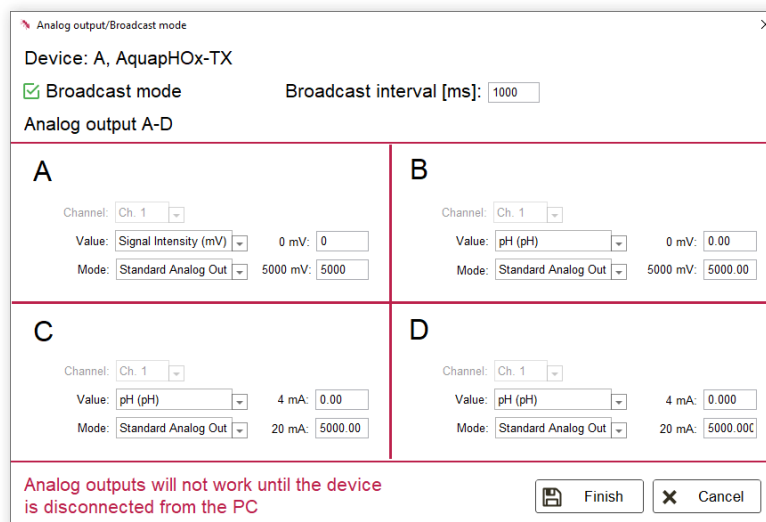 Analog output/Broadcast mode
Device: A, AquapHOx-TX
Broadcast mode Broadcast interval [ms]: 1000
Analog output A-D
A
Channel: Ch. 1
Value: Signal Intensity (mV) 0 mV: 0
Mode: Standard Analog Out 5000 mV: 5000
B
Channel: Ch. 1
Value: pH (pH) 0 mV: 0.00
Mode: Standard Analog Out 5000 mV: 5000.00
C
Channel: Ch. 1
Value: pH (pH) 4 mA: 0.00
Mode: Standard Analog Out 20 mA: 5000.00
D
Channel: Ch. 1
Value: pH (pH) 4 mA: 0.000
Mode: Standard Analog Out 20 mA: 5000.000
Analog outputs will not work until the device
is disconnected from the PC
Finish Cancel